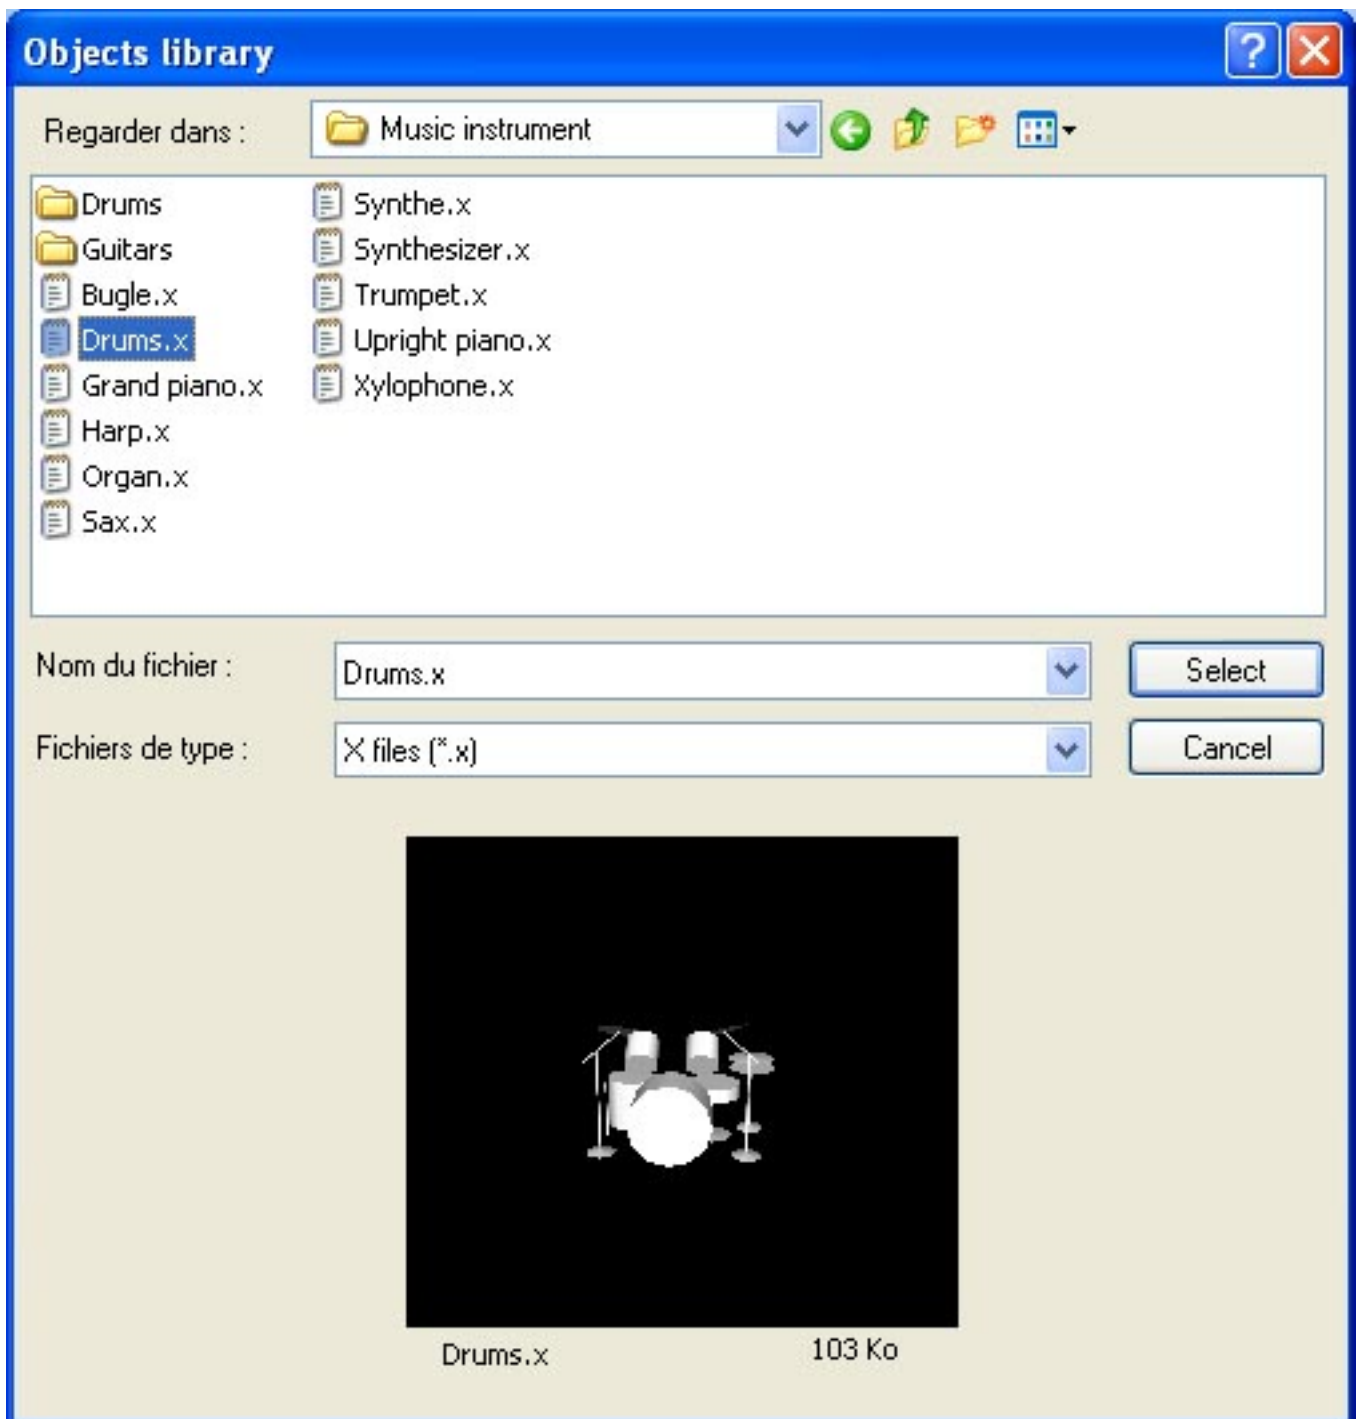 Objects library
Regarder dans :
Music instrument
Drums
Guitars
Bugle.x
Drums.x
Grand piano.x
Harp.x
Organ.x
Sax.x
Synthe.x
Synthesizer.x
Trumpet.x
Upright piano.x
Xylophone.x
Nom du fichier :
Drums.x
Select
Fichiers de type :
X files (*.x)
Cancel
Drums.x
103 Ko